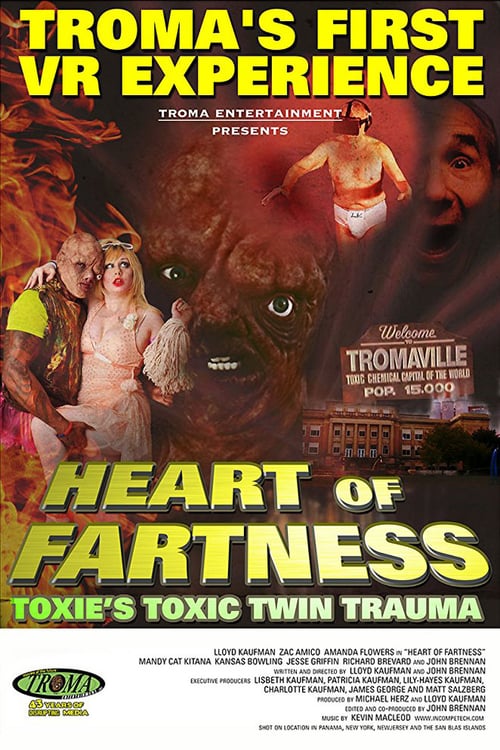 TROMA'S FIRST
VR EXPERIENCE
TROMA ENTERTAINMENT
PRESENTS
Welcome
TO
TROMAVILLE
TOXIC CHEMICAL CAPITAL OF THE WORLD
POP. 15,000
HEART OF
FARTNESS
TOXIE'S TOXIC TWIN TRAUMA
LLOYD KAUFMAN ZAC AMICO AMANDA FLOWERS IN "HEART OF FARTNESS"
MANDY CAT KITANA KANSAS BOWLING JESSE GRIFFIN RICHARD BREVARD AND JOHN BRENNAN
WRITTEN AND DIRECTED BY LLOYD KAUFMAN AND JOHN BRENNAN
EXECUTIVE PRODUCERS LISBETH KAUFMAN, PATRICIA KAUFMAN, LILY-HAYES KAUFMAN,
CHARLOTTE KAUFMAN, JAMES GEORGE AND MATT SALZBERG
PRODUCED BY MICHAEL HERZ AND LLOYD KAUFMAN
EDITED AND CO-PRODUCED BY JOHN BRENNAN
MUSIC BY KEVIN MACLEOD WWW.INCOMPETECH.COM
SHOT ON LOCATION IN PANAMA, NEW YORK, NEWJERSEY AND THE SAN BLAS ISLANDS
TROMA
43 YEARS OF
DISRUPTING MEDIA